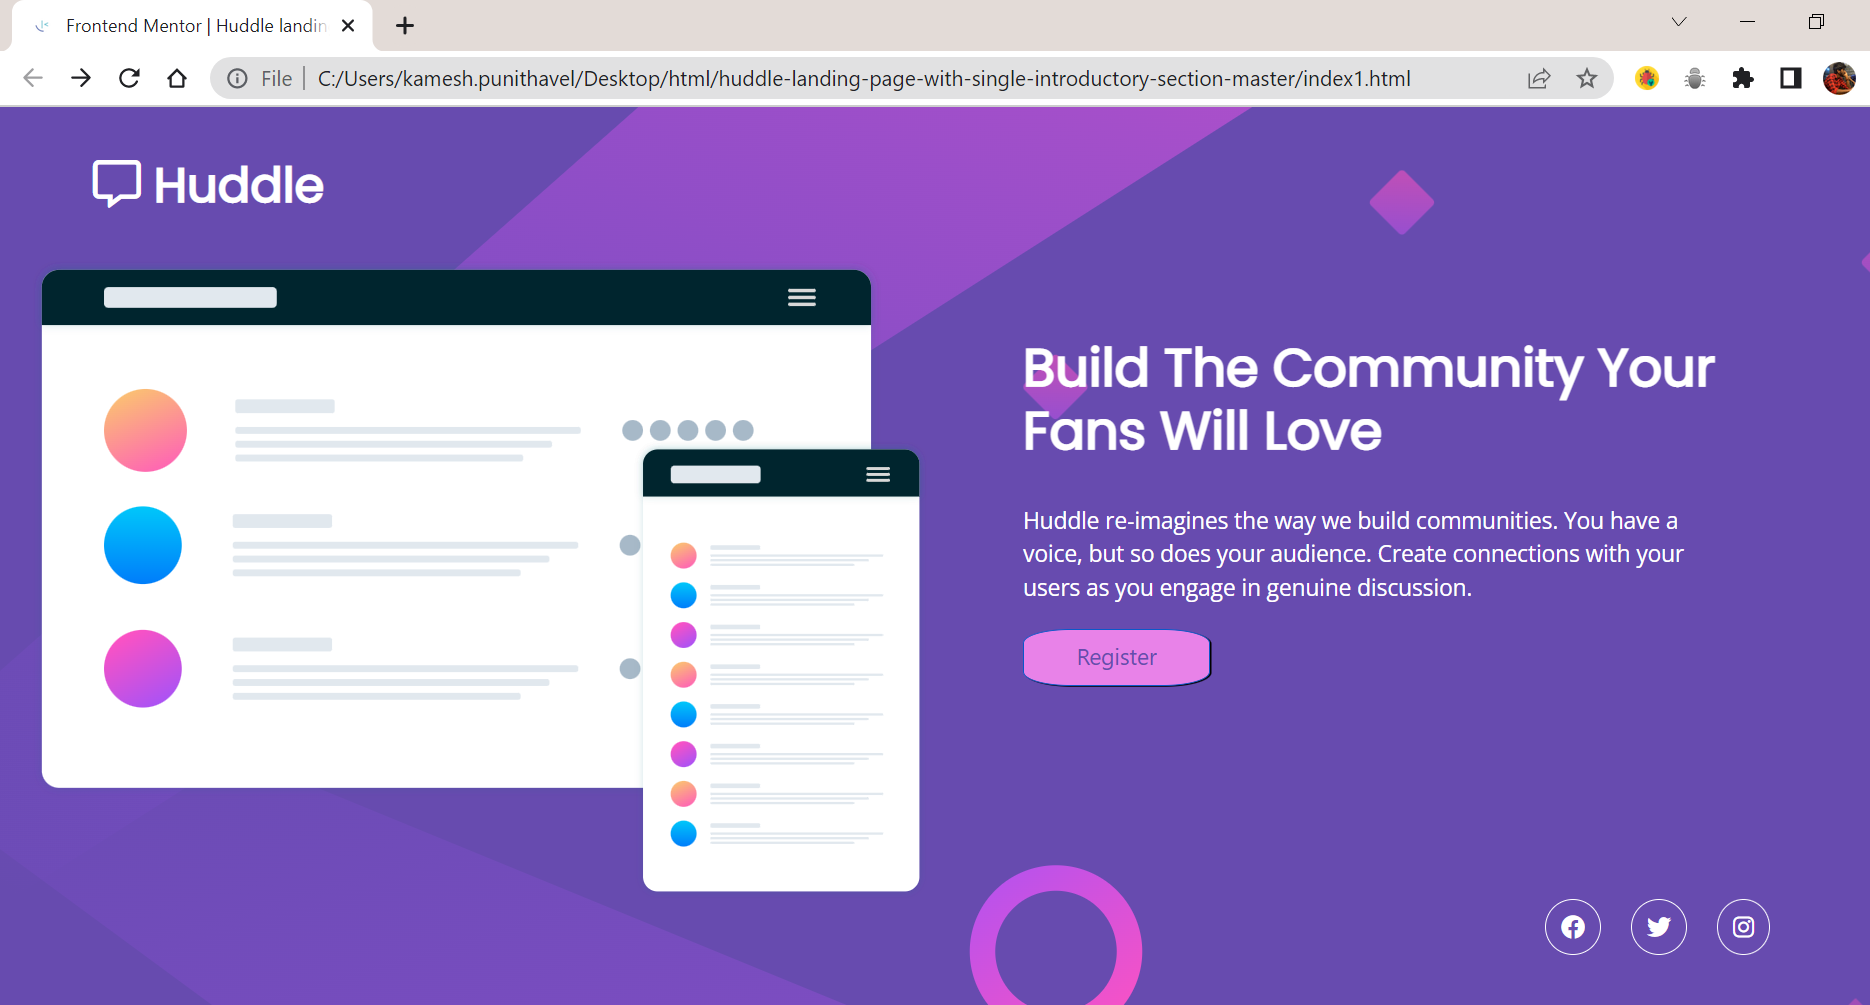 Frontend Mentor | Huddle landin
File
C:/Users/kamesh.punithavel/Desktop/html/huddle-landing-page-with-single-introductory-section-master/index1.html
Huddle
Build The Community Your
Fans Will Love
Huddle re-imagines the way we build communities. You have a
voice, but so does your audience. Create connections with your
users as you engage in genuine discussion.
Register